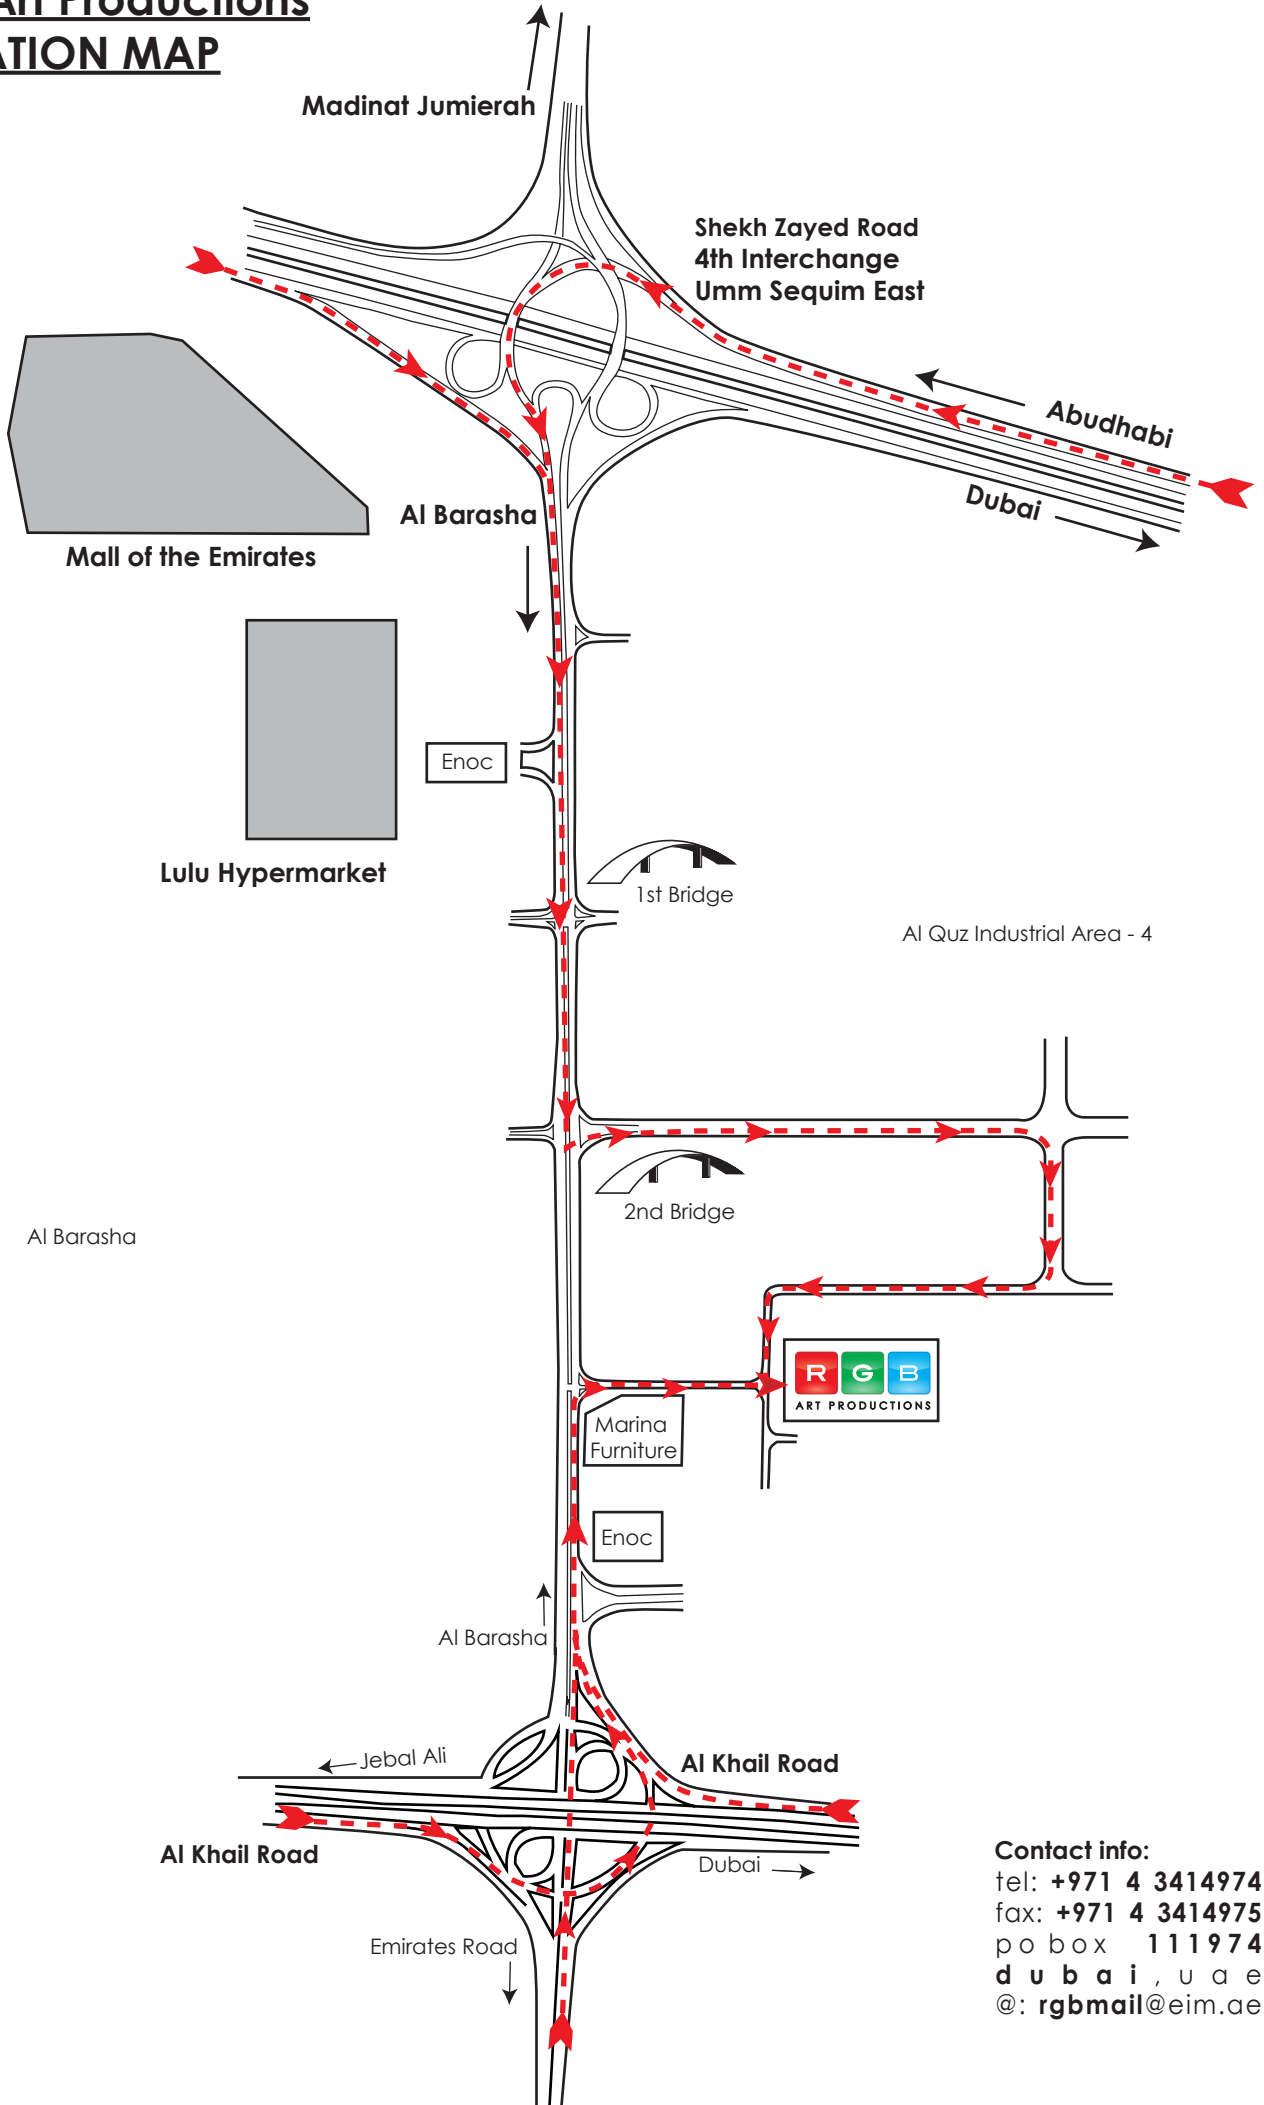 Art Productions
ATION MAP
Madinat Jumierah
Shekh Zayed Road
4th Interchange
Umm Sequim East
Abudhabi
Dubai
Al Barasha
Mall of the Emirates
Enoc
Lulu Hypermarket
1st Bridge
Al Quz Industrial Area - 4
2nd Bridge
Al Barasha
R G B
ART PRODUCTIONS
Marina
Furniture
Enoc
Al Barasha
Jebal Ali
Al Khail Road
Al Khail Road
Dubai
Emirates Road
Contact info:
tel: +971 4 3414974
fax: +971 4 3414975
po box 111974
dubai, uae
@: rgbmail@eim.ae